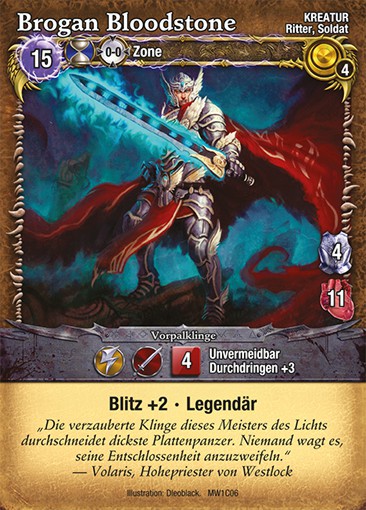 Brogan Bloodstone
KREATUR
Ritter, Soldat
15
0-0
Zone
4
4
11
Vorpalklinge
4
Unvermeidbar
Durchdringen +3
Blitz +2 · Legendär
„Die verzauberte Klinge dieses Meisters des Lichts
durchschneidet dickste Plattenpanzer. Niemand wagt es,
seine Entschlossenheit anzuzweifeln.“
— Volaris, Hohepriester von Westlock
Illustration: Dleoblack. MW1C06